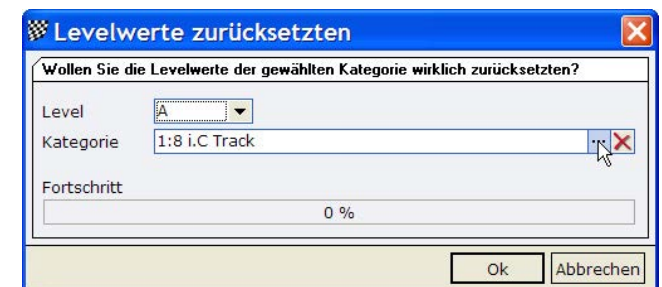 Levelwerte zurücksetzten
Wollen Sie die Levelwerte der gewählten Kategorie wirklich zurücksetzten?
Level A
Kategorie 1:8 i.C Track ...
Fortschritt
0 %
Ok Abbrechen